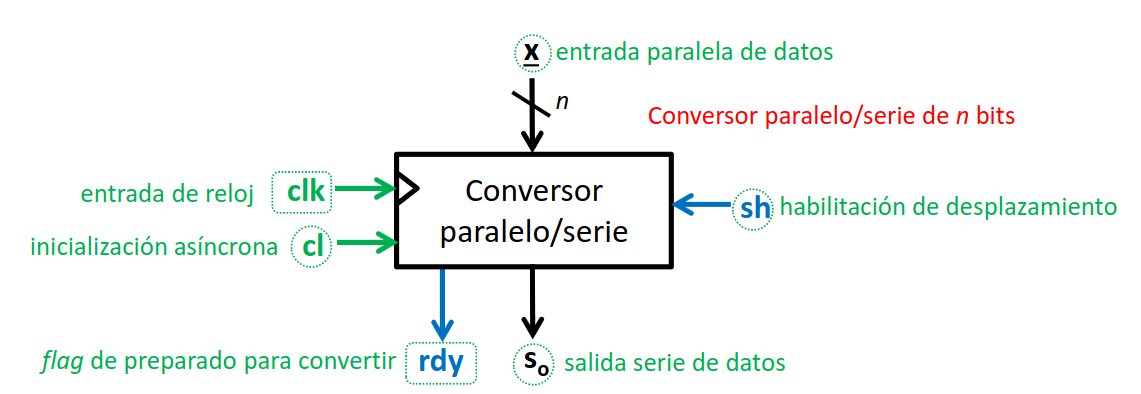 x entrada paralela de datos
n
Conversor paralelo/serie de n bits
entrada de reloj clk
Conversor
paralelo/serie
sh habilitación de desplazamiento
inicialización asíncrona cl
flag de preparado para convertir rdy
so salida serie de datos